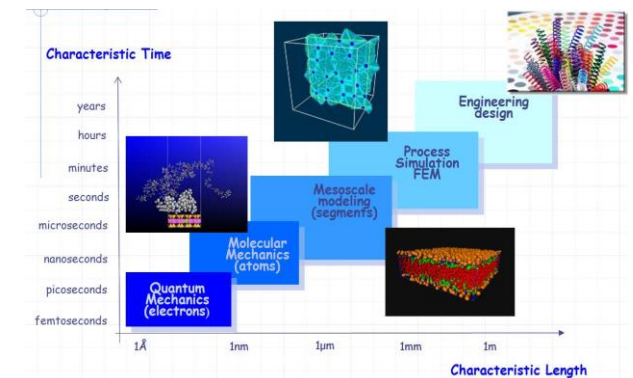 Characteristic Time
years
hours
minutes
seconds
microseconds
nanoseconds
picoseconds
femtoseconds
Engineering
design
Process
Simulation
FEM
Mesoscale
modeling
(segments)
Molecular
Mechanics
(atoms)
Quantum
Mechanics
(electrons)
1Å
1nm
1μm
1mm
1m
Characteristic Length